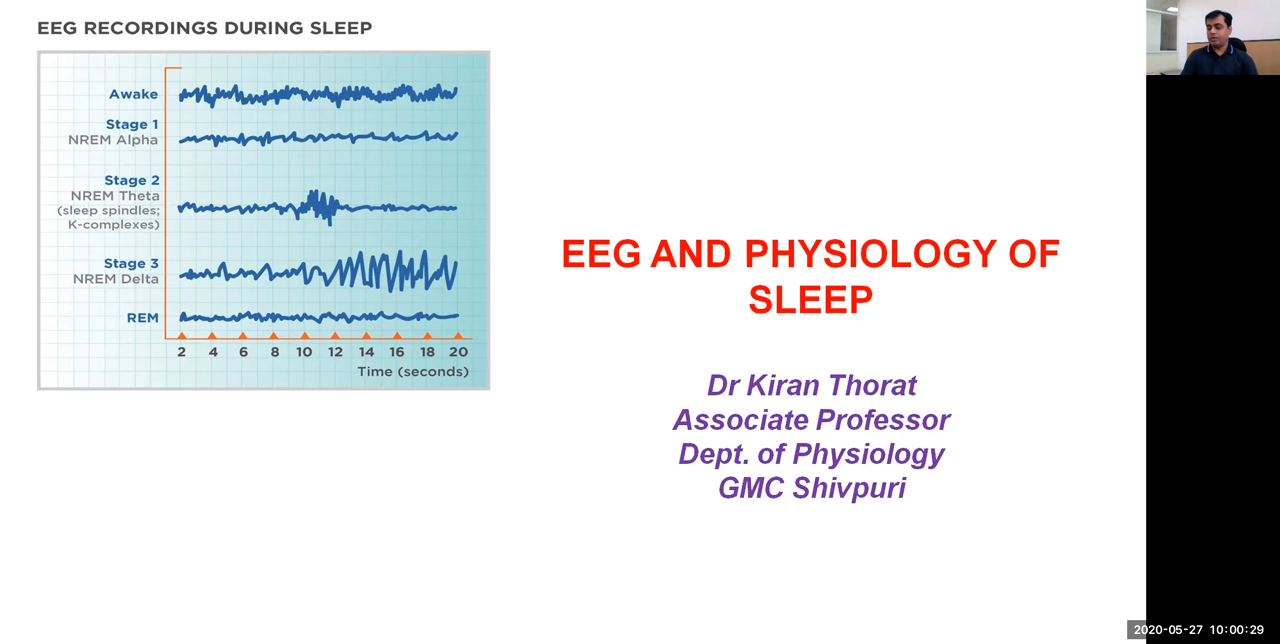 EEG RECORDINGS DURING SLEEP
Awake
Stage 1
NREM Alpha
Stage 2
NREM Theta
(sleep spindles;
K-complexes)
Stage 3
NREM Delta
REM
2 4 6 8 10 12 14 16 18 20
Time (seconds)
EEG AND PHYSIOLOGY OF
SLEEP
Dr Kiran Thorat
Associate Professor
Dept. of Physiology
GMC Shivpuri
2020-05-27 10:00:29